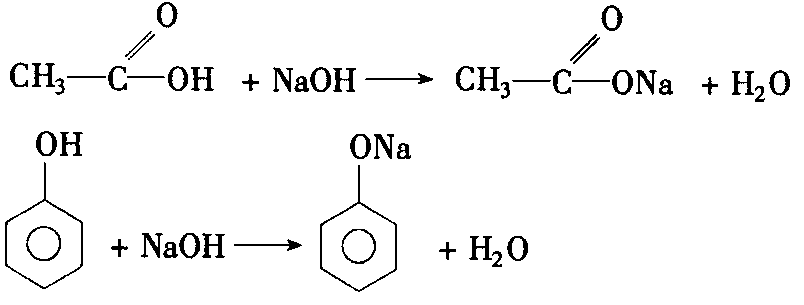 O
O
CH₃—C—OH + NaOH ⟶ CH₃—C—ONa + H₂O
OH
ONa
+ NaOH ⟶ + H₂O